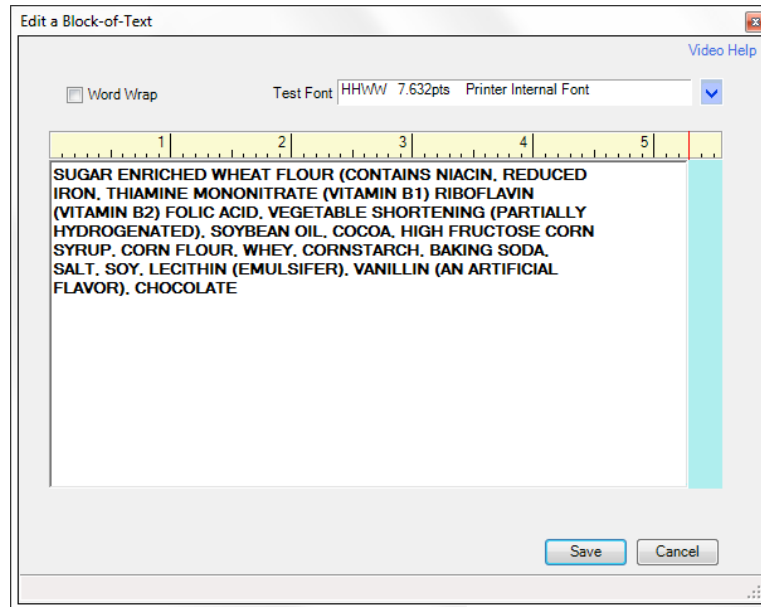 Edit a Block-of-Text
Video Help
Word Wrap
Test Font HHWW 7.632pts Printer Internal Font
1 2 3 4 5
SUGAR ENRICHED WHEAT FLOUR (CONTAINS NIACIN, REDUCED
IRON, THIAMINE MONONITRATE (VITAMIN B1) RIBOFLAVIN
(VITAMIN B2) FOLIC ACID, VEGETABLE SHORTENING (PARTIALLY
HYDROGENATED), SOYBEAN OIL, COCOA, HIGH FRUCTOSE CORN
SYRUP, CORN FLOUR, WHEY, CORNSTARCH, BAKING SODA,
SALT, SOY, LECITHIN (EMULSIFER), VANILLIN (AN ARTIFICIAL
FLAVOR), CHOCOLATE
Save Cancel